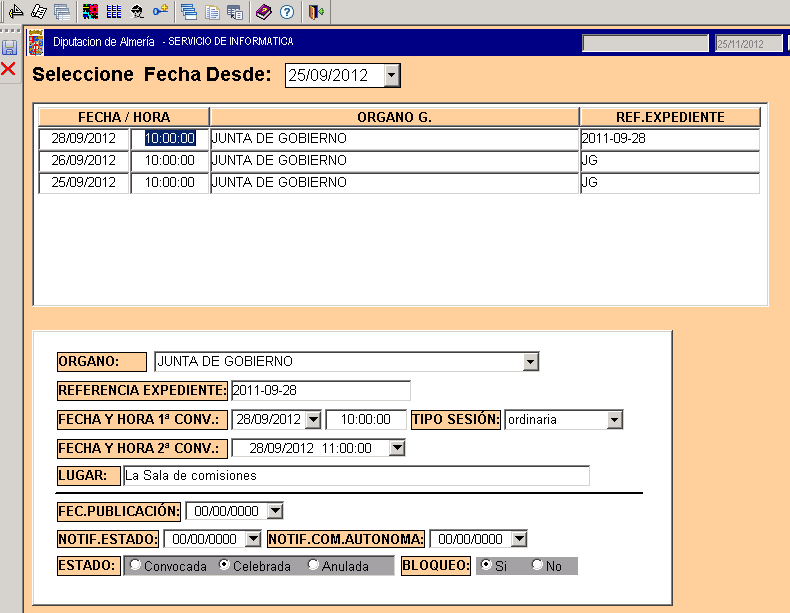 Diputacion de Almería - SERVICIO DE INFORMATICA 25/11/2012
Seleccione Fecha Desde: 25/09/2012
FECHA / HORA ORGANO G. REF.EXPEDIENTE
28/09/2012 10:00:00 JUNTA DE GOBIERNO 2011-09-28
26/09/2012 10:00:00 JUNTA DE GOBIERNO JG
25/09/2012 10:00:00 JUNTA DE GOBIERNO JG
ORGANO: JUNTA DE GOBIERNO
REFERENCIA EXPEDIENTE: 2011-09-28
FECHA Y HORA 1ª CONV.: 28/09/2012 10:00:00 TIPO SESIÓN: ordinaria
FECHA Y HORA 2ª CONV.: 28/09/2012 11:00:00
LUGAR: La Sala de comisiones
FEC.PUBLICACIÓN: 00/00/0000
NOTIF.ESTADO: 00/00/0000 NOTIF.COM.AUTONOMA: 00/00/0000
ESTADO: Convocada Celebrada Anulada BLOQUEO: Si No